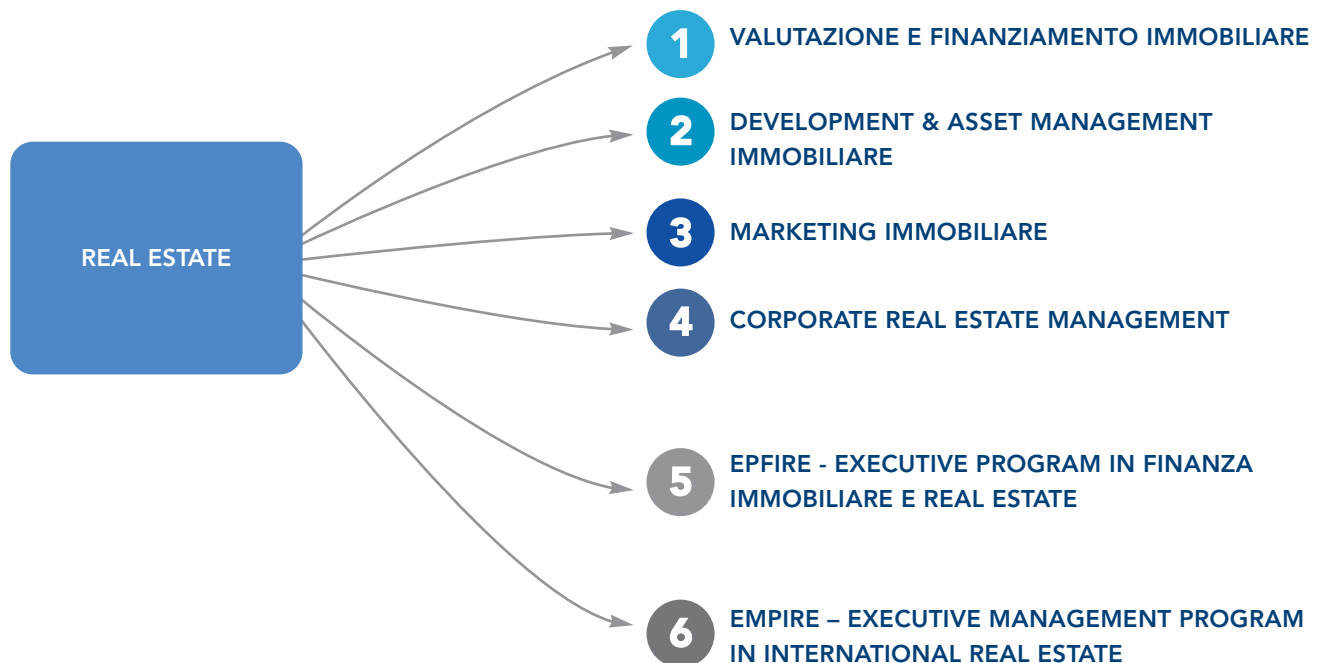 REAL ESTATE
1
VALUTAZIONE E FINANZIAMENTO IMMOBILIARE
2
DEVELOPMENT & ASSET MANAGEMENT
IMMOBILIARE
3
MARKETING IMMOBILIARE
4
CORPORATE REAL ESTATE MANAGEMENT
5
EPFIRE - EXECUTIVE PROGRAM IN FINANZA
IMMOBILIARE E REAL ESTATE
6
EMPIRE – EXECUTIVE MANAGEMENT PROGRAM
IN INTERNATIONAL REAL ESTATE